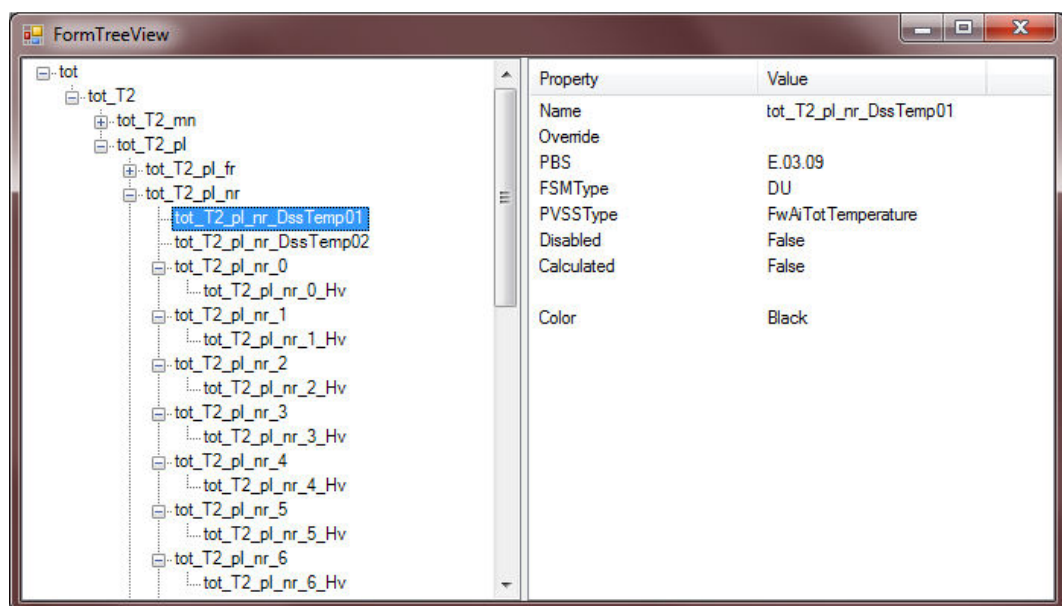 FormTreeView
tot
tot_T2
tot_T2_mn
tot_T2_pl
tot_T2_pl_fr
tot_T2_pl_nr
tot_T2_pl_nr_DssTemp01
tot_T2_pl_nr_DssTemp02
tot_T2_pl_nr_0
tot_T2_pl_nr_0_Hv
tot_T2_pl_nr_1
tot_T2_pl_nr_1_Hv
tot_T2_pl_nr_2
tot_T2_pl_nr_2_Hv
tot_T2_pl_nr_3
tot_T2_pl_nr_3_Hv
tot_T2_pl_nr_4
tot_T2_pl_nr_4_Hv
tot_T2_pl_nr_5
tot_T2_pl_nr_5_Hv
tot_T2_pl_nr_6
tot_T2_pl_nr_6_Hv
Property Value
Name tot_T2_pl_nr_DssTemp01
Override
PBS E.03.09
FSMType DU
PVSSType FwAiTotTemperature
Disabled False
Calculated False
Color Black